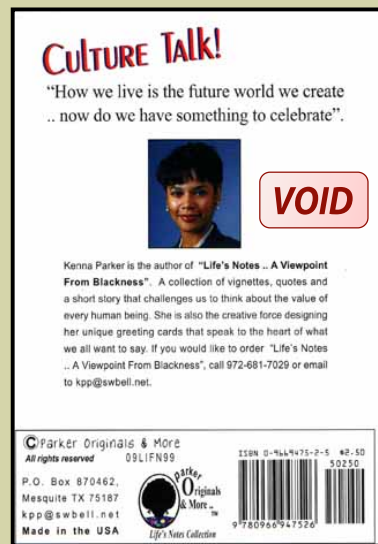 CULTURE TALK!
“How we live is the future world we create
.. now do we have something to celebrate”.
VOID
Kenna Parker is the author of “Life's Notes .. A Viewpoint
From Blackness”. A collection of vignettes, quotes and
a short story that challenges us to think about the value of
every human being. She is also the creative force designing
her unique greeting cards that speak to the heart of what
we all want to say. If you would like to order “Life's Notes
.. A Viewpoint From Blackness”, call 972-681-7029 or email
to kpp@swbell.net.
©Parker Originals & More
All rights reserved 09LIFN99
P.O. Box 870462,
Mesquite TX 75187
kpp@swbell.net
Made in the USA
Parker
Originals
& More ..
TM
Life's Notes Collection
ISBN 0-9669475-2-5 $2.50
50250
9 780966 947526